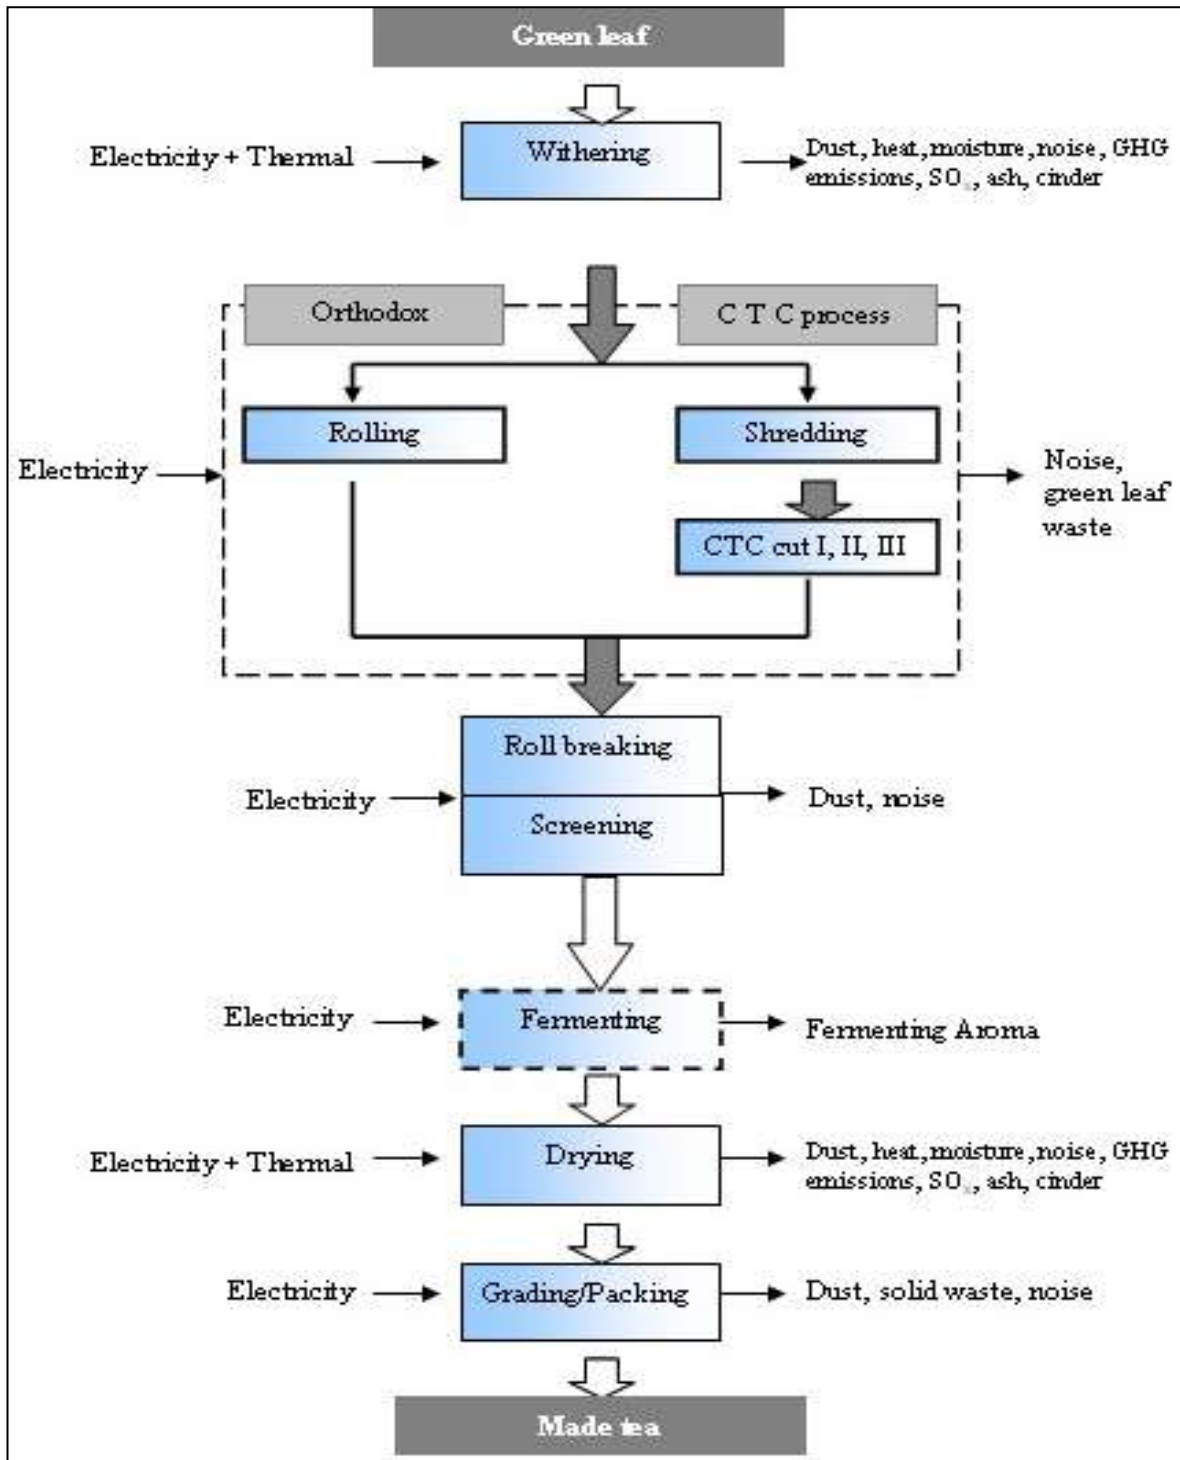 Green leaf
Electricity + Thermal
Withering
Dust, heat, moisture, noise, GHG
emissions, SOₓ, ash, cinder
Orthodox
C T C process
Rolling
Shredding
Electricity
Noise,
green leaf
waste
CTC cut I, II, III
Roll breaking
Electricity
Dust, noise
Screening
Electricity
Fermenting
Fermenting Aroma
Electricity + Thermal
Drying
Dust, heat, moisture, noise, GHG
emissions, SOₓ, ash, cinder
Electricity
Grading/Packing
Dust, solid waste, noise
Made tea